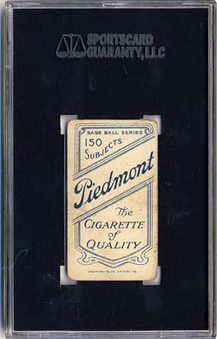 SPORTSCARD
GUARANTY, LLC
BASE BALL SERIES
150
SUBJECTS
Piedmont
The
CIGARETTE
of
QUALITY